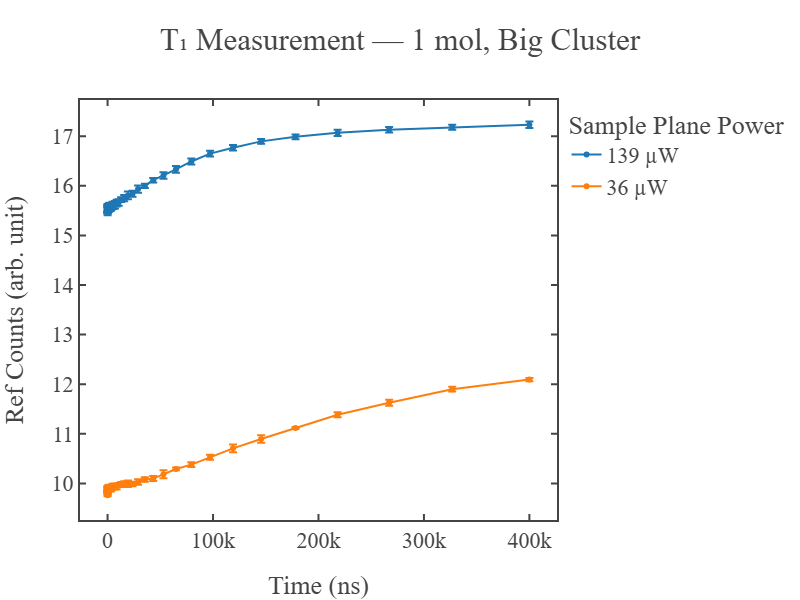 T₁ Measurement — 1 mol, Big Cluster
Sample Plane Power
139 µW
36 µW
Ref Counts (arb. unit)
17
16
15
14
13
12
11
10
0
100k
200k
300k
400k
Time (ns)